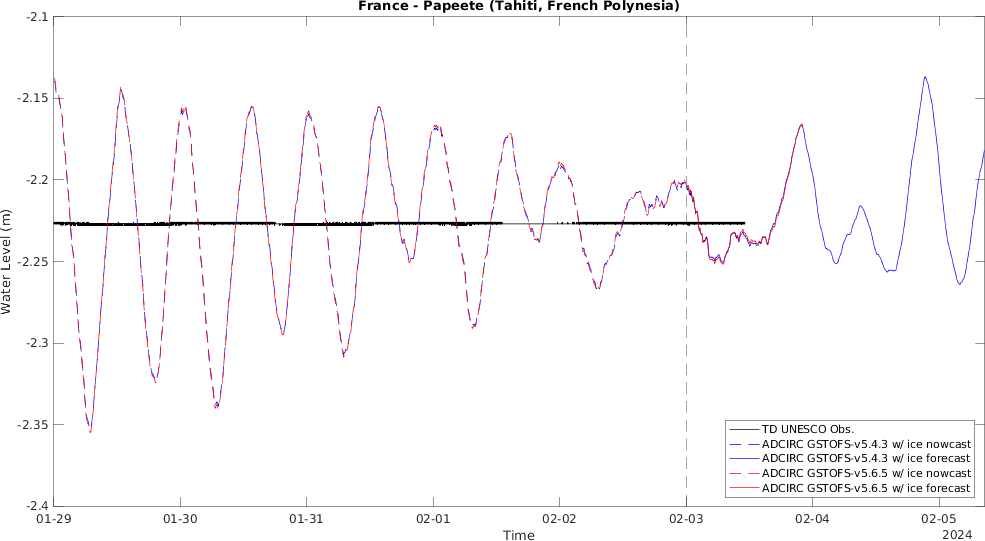 France - Papeete (Tahiti, French Polynesia)
-2.1
-2.15
-2.2
-2.25
-2.3
-2.35
-2.4
Water Level (m)
TD UNESCO Obs.
ADCIRC GSTOFS-v5.4.3 w/ ice nowcast
ADCIRC GSTOFS-v5.4.3 w/ ice forecast
ADCIRC GSTOFS-v5.6.5 w/ ice nowcast
ADCIRC GSTOFS-v5.6.5 w/ ice forecast
01-29 01-30 01-31 02-01 02-02 02-03 02-04 02-05
Time
2024